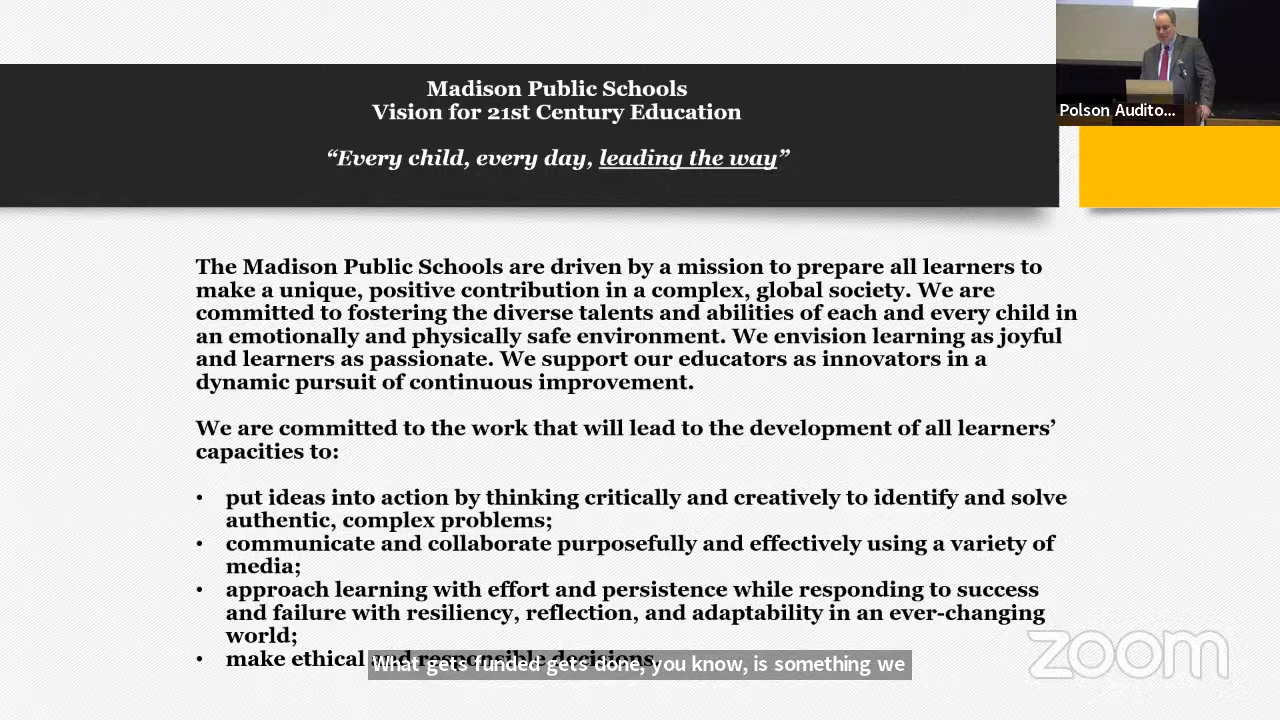 Madison Public Schools
Vision for 21st Century Education
“Every child, every day, leading the way”
Polson Audito...
The Madison Public Schools are driven by a mission to prepare all learners to
make a unique, positive contribution in a complex, global society. We are
committed to fostering the diverse talents and abilities of each and every child in
an emotionally and physically safe environment. We envision learning as joyful
and learners as passionate. We support our educators as innovators in a
dynamic pursuit of continuous improvement.
We are committed to the work that will lead to the development of all learners’
capacities to:
• put ideas into action by thinking critically and creatively to identify and solve
authentic, complex problems;
• communicate and collaborate purposefully and effectively using a variety of
media;
• approach learning with effort and persistence while responding to success
and failure with resiliency, reflection, and adaptability in an ever-changing
world;
• make ethical and responsible decisions
What gets funded gets done, you know, is something we
zoom